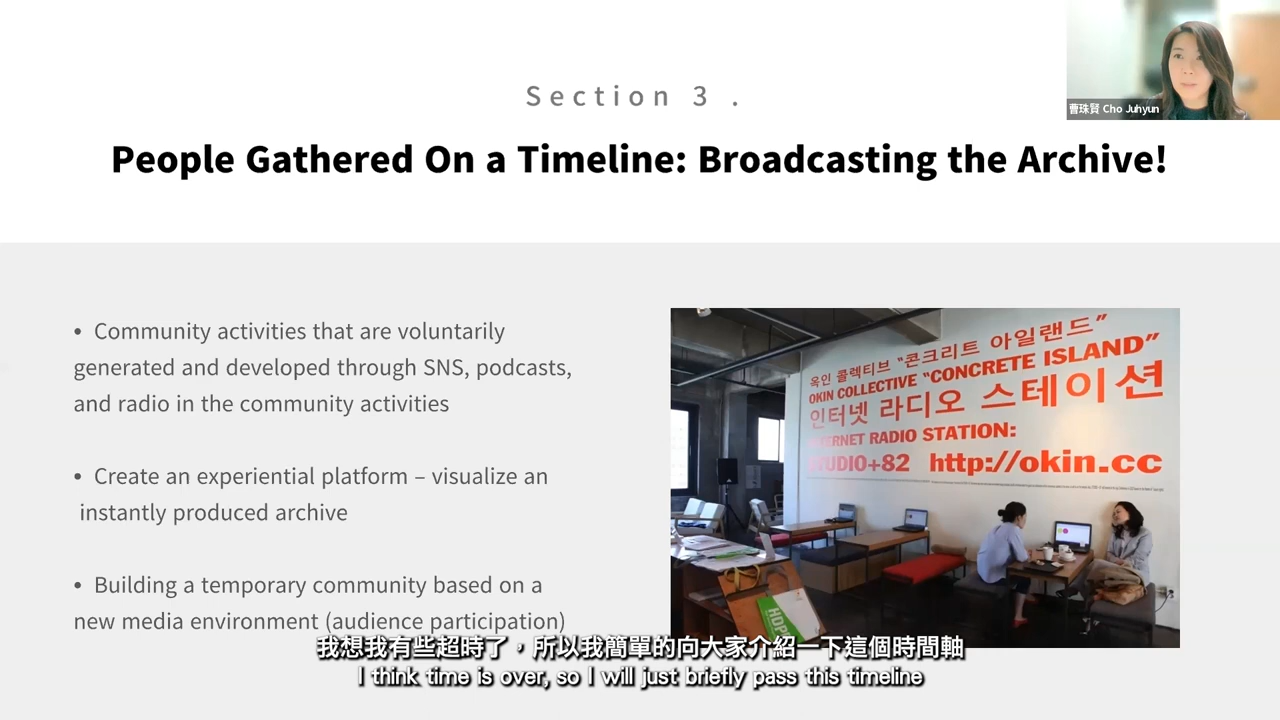 Section 3 .
曹珠賢 Cho Juhyun
People Gathered On a Timeline: Broadcasting the Archive!
• Community activities that are voluntarily
generated and developed through SNS, podcasts,
and radio in the community activities
• Create an experiential platform – visualize an
instantly produced archive
• Building a temporary community based on a
new media environment (audience participation)
옥인 콜렉티브 "콘크리트 아일랜드"
OKIN COLLECTIVE "CONCRETE ISLAND"
인터넷 라디오 스테이션
RADIO STATION:
http://okin.cc
我想我有些超時了，所以我簡單的向大家介紹一下這個時間軸
I think time is over, so I will just briefly pass this timeline